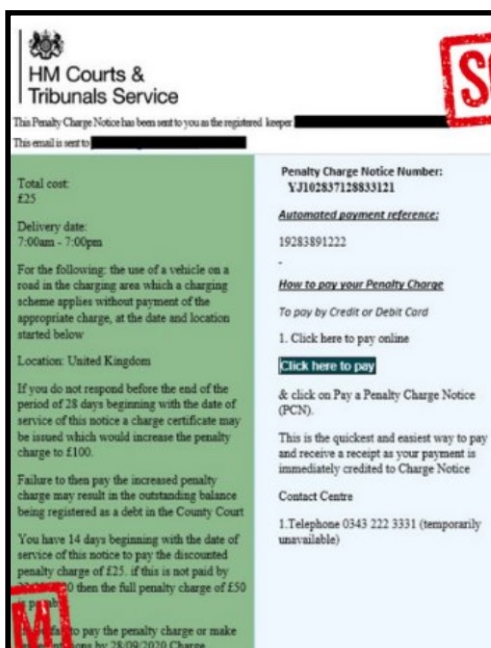 HM Courts &
Tribunals Service
This Penalty Charge Notice has been sent to you as the registered keeper
This email is sent to
Total cost:
£25
Delivery date:
7:00am - 7:00pm
For the following: the use of a vehicle on a
road in the charging area which a charging
scheme applies without payment of the
appropriate charge, at the date and location
started below
Location: United Kingdom
If you do not respond before the end of the
period of 28 days beginning with the date of
service of this notice a charge certificate may
be issued which would increase the penalty
charge to £100.
Failure to then pay the increased penalty
charge may result in the outstanding balance
being registered as a debt in the County Court
You have 14 days beginning with the date of
service of this notice to pay the discounted
penalty charge of £25. if this is not paid by
then the full penalty charge of £50
to pay the penalty charge or make
by 28/09/2020 Charge
Penalty Charge Notice Number:
YJ102837128833121
Automated payment reference:
19283891222
-
How to pay your Penalty Charge
To pay by Credit or Debit Card
1. Click here to pay online
Click here to pay
& click on Pay a Penalty Charge Notice
(PCN).
This is the quickest and easiest way to pay
and receive a receipt as your payment is
immediately credited to Charge Notice
Contact Centre
1.Telephone 0343 222 3331 (temporarily
unavailable)
S
M